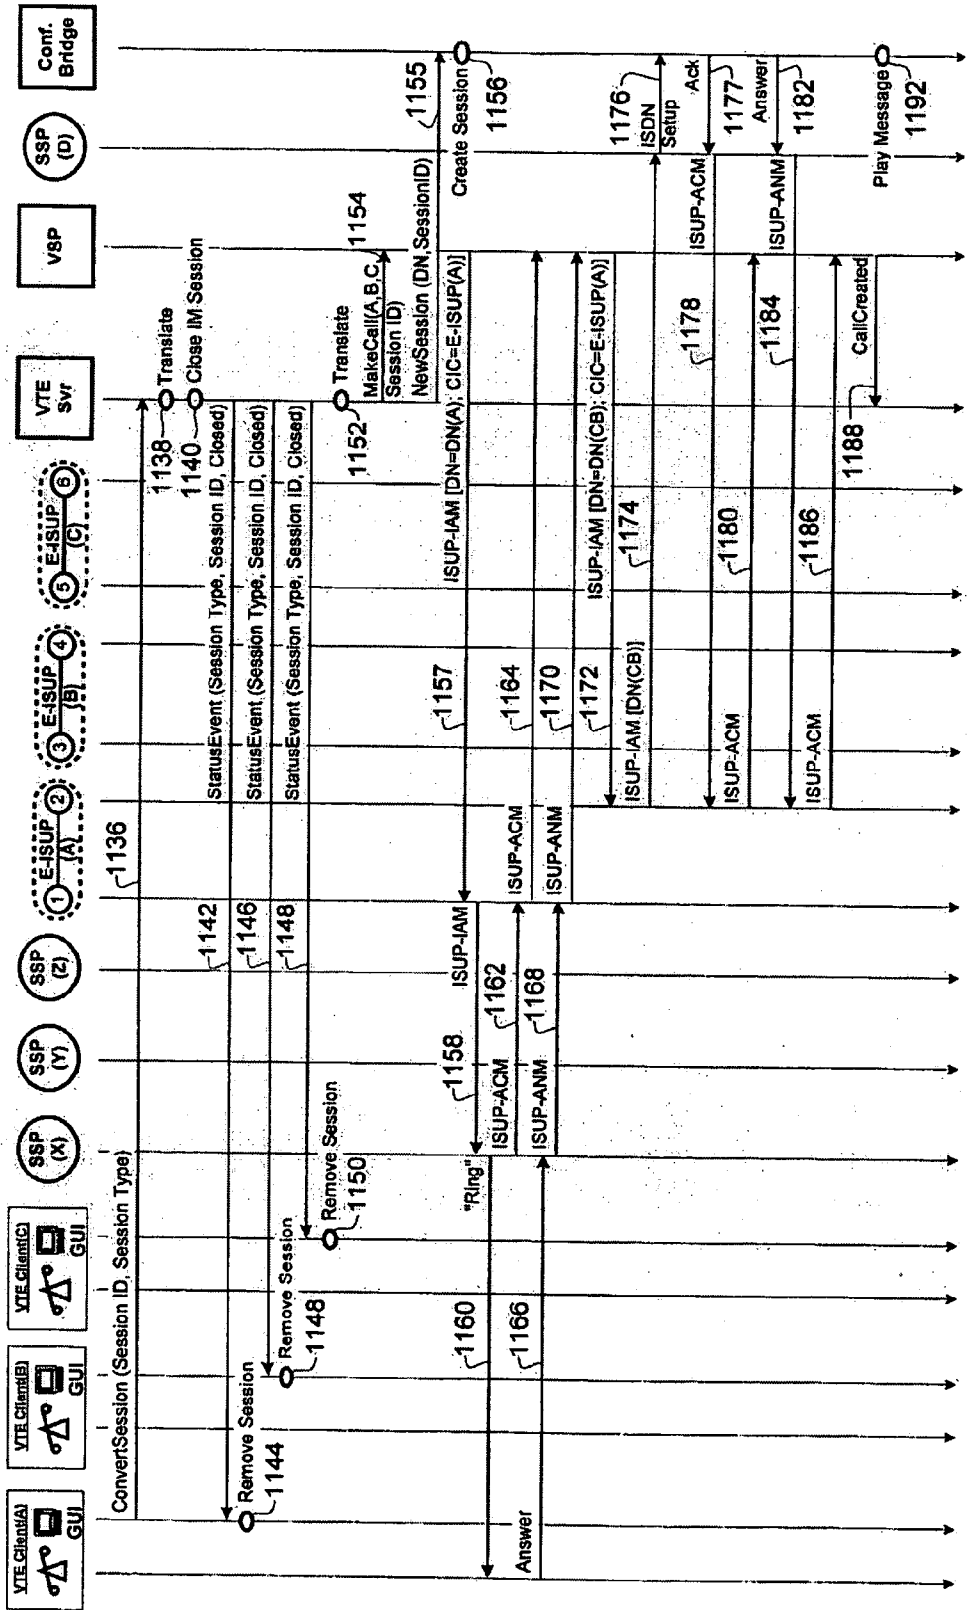 VTE Client(A)
GUI
VTE Client(B)
GUI
VTE Client(C)
GUI
SSP
(X)
SSP
(Y)
SSP
(Z)
E-ISUP
1
2
(A)
E-ISUP
3
4
(B)
E-ISUP
5
6
(C)
VTE
Svr
V8P
SSP
(D)
Conf.
Bridge
ConvertSession (Session ID, Session Type)
1136
1138
Translate
1140
Close IM Session
1142
StatusEvent (Session Type, Session ID, Closed)
Remove Session
1144
1146
StatusEvent (Session Type, Session ID, Closed)
Remove Session
1148
1148
StatusEvent (Session Type, Session ID, Closed)
Remove Session
1150
1152
Translate
MakeCall(A,B,C,
Session ID)
1154
NewSession (DN,SessionID)
1155
Create Session
1156
1157
ISUP-IAM [DN=DN(A); CIC=E-ISUP(A)]
1158
ISUP-IAM
"Ring"
1160
ISUP-ACM
1162
ISUP-ACM
1164
Answer
1166
ISUP-ANM
1168
ISUP-ANM
1170
1172
ISUP-IAM [DN=DN(CB); CIC=E-ISUP(A)]
ISUP-IAM [DN(CB)]
1174
1176
ISDN
Setup
Ack
1177
ISUP-ACM
1178
ISUP-ACM
1180
Answer
1182
ISUP-ANM
1184
ISUP-ACM
1186
1188
CallCreated
Play Message
1192